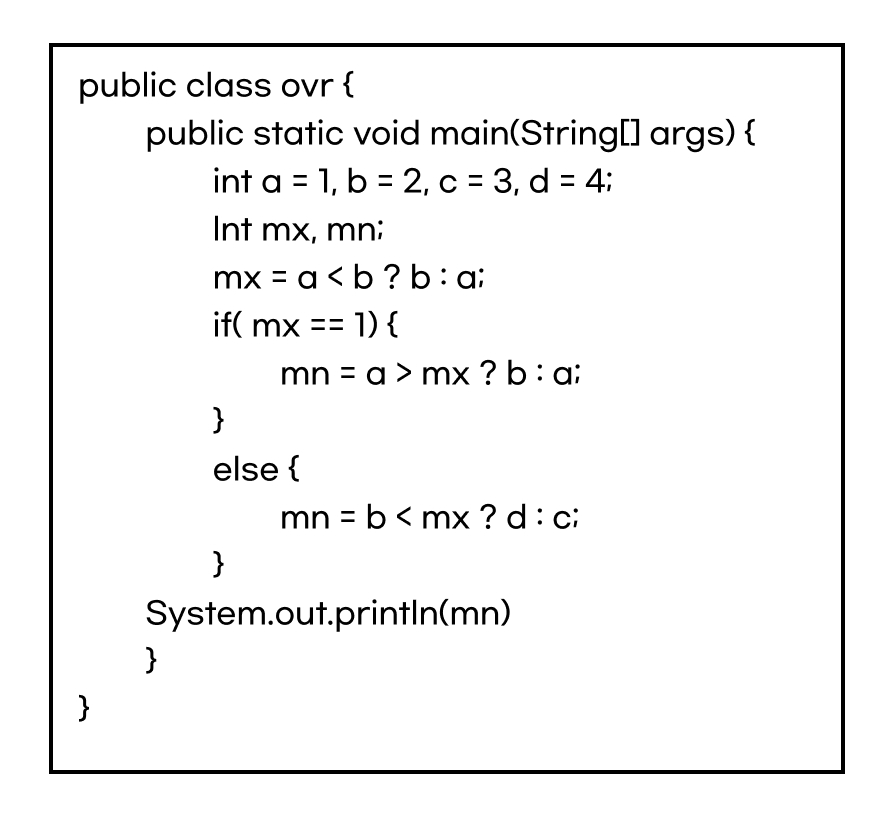 public class ovr {
public static void main(String[] args) {
int a = 1, b = 2, c = 3, d = 4;
Int mx, mn;
mx = a < b ? b : a;
if( mx == 1) {
mn = a > mx ? b : a;
}
else {
mn = b < mx ? d : c;
}
System.out.println(mn)
}
}